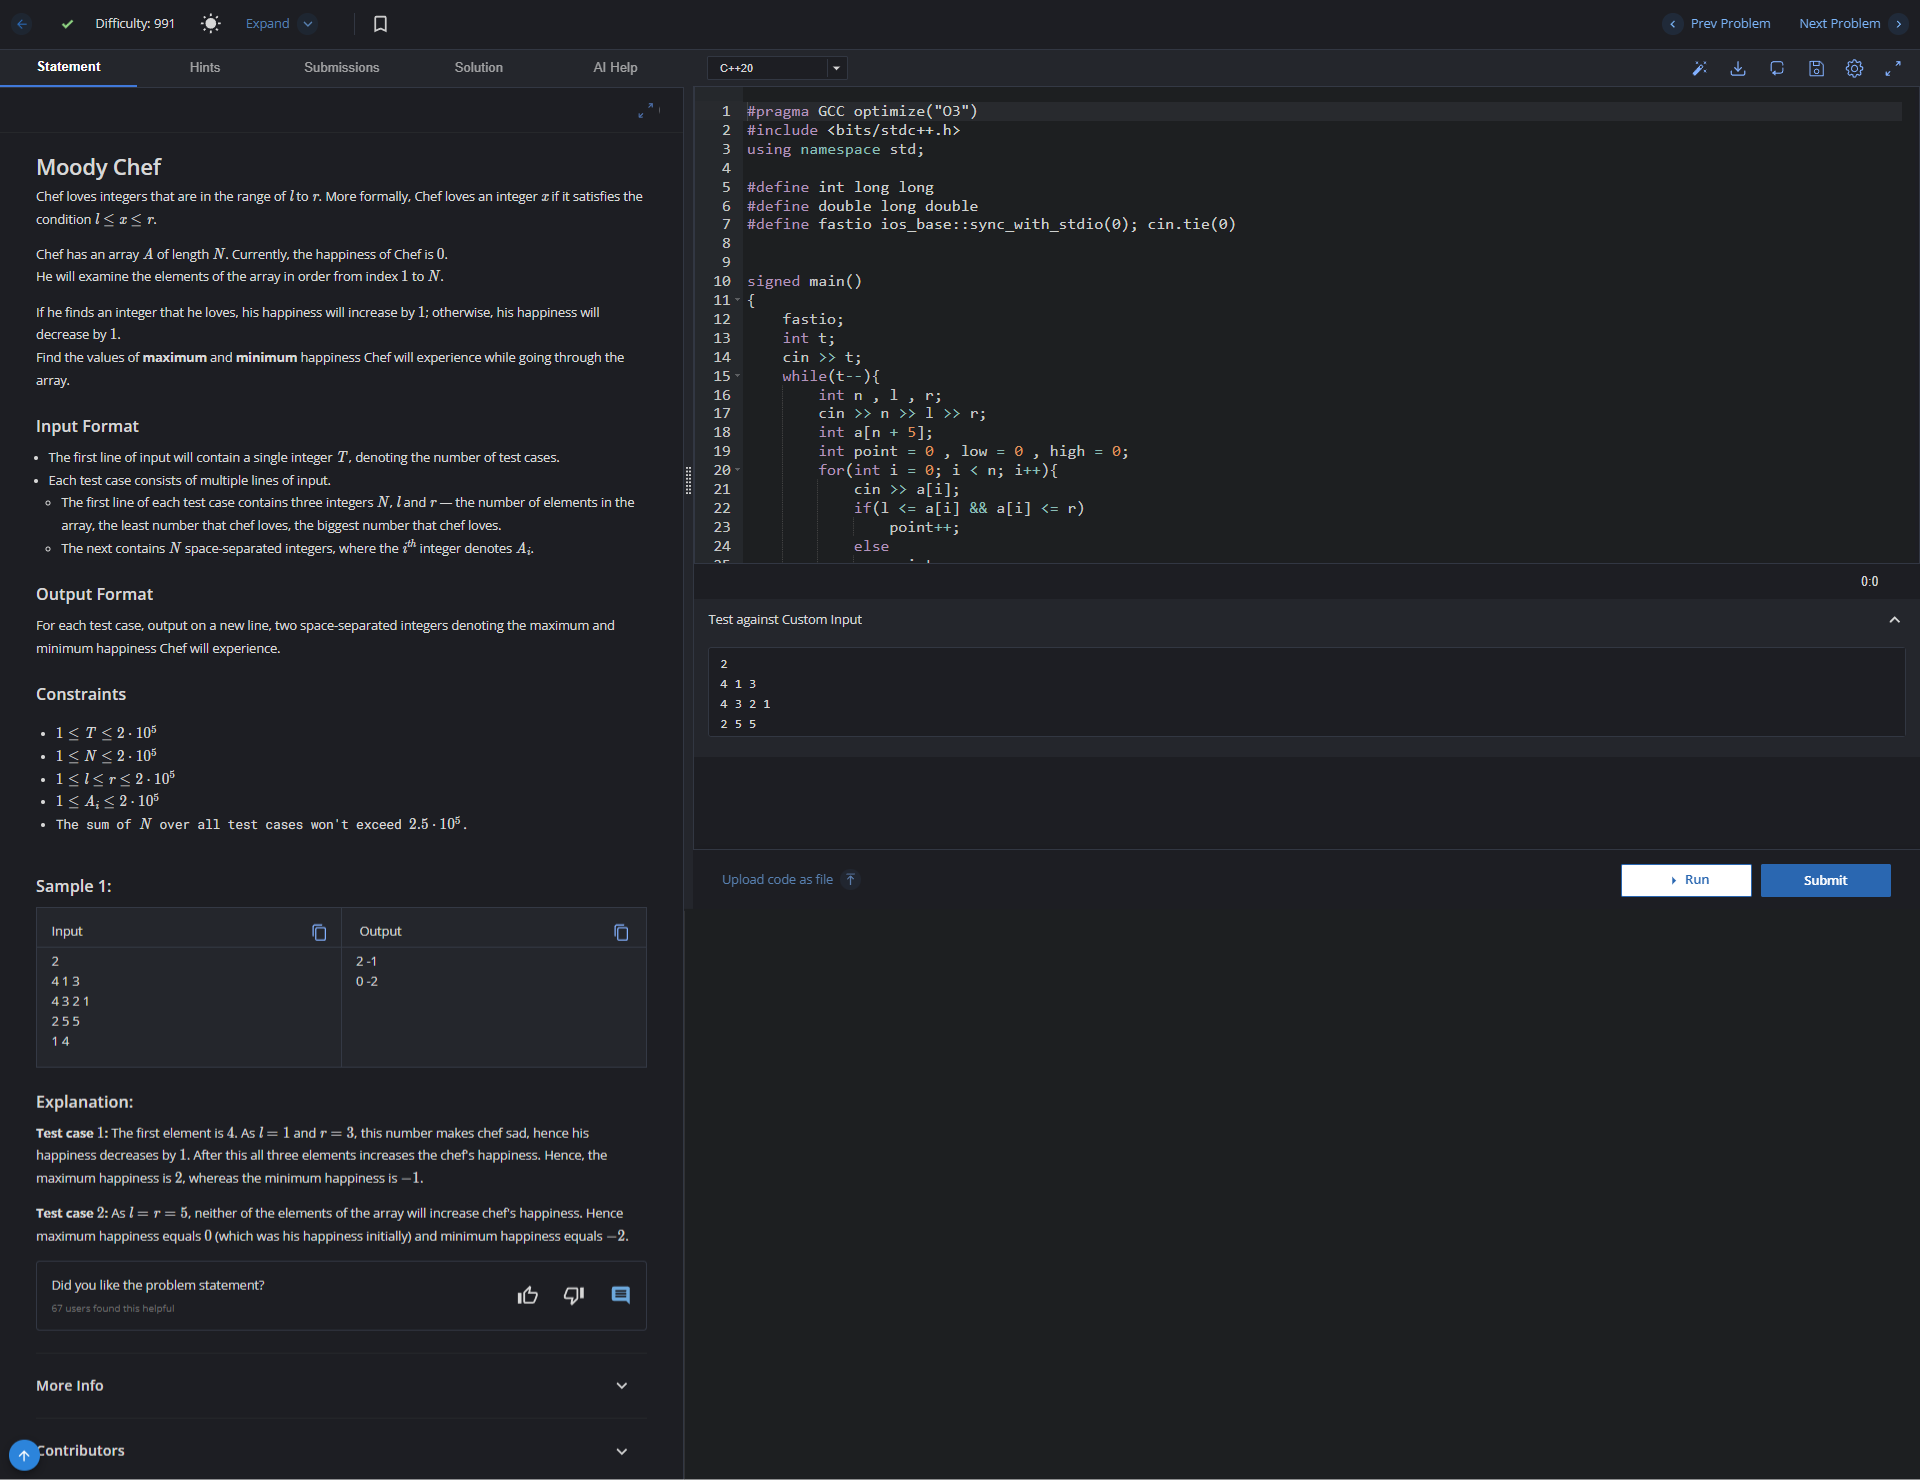 Difficulty: 991
Expand
Prev Problem
Next Problem
Statement
Hints
Submissions
Solution
AI Help
Moody Chef
Chef loves integers that are in the range of l to r. More formally, Chef loves an integer x if it satisfies the
condition l ≤ x ≤ r.
Chef has an array A of length N. Currently, the happiness of Chef is 0.
He will examine the elements of the array in order from index 1 to N.
If he finds an integer that he loves, his happiness will increase by 1; otherwise, his happiness will
decrease by 1.
Find the values of maximum and minimum happiness Chef will experience while going through the
array.
Input Format
• The first line of input will contain a single integer T, denoting the number of test cases.
• Each test case consists of multiple lines of input.
◦ The first line of each test case contains three integers N, l and r — the number of elements in the
array, the least number that chef loves, the biggest number that chef loves.
◦ The next contains N space-separated integers, where the i^th integer denotes A_i.
Output Format
For each test case, output on a new line, two space-separated integers denoting the maximum and
minimum happiness Chef will experience.
Constraints
• 1 ≤ T ≤ 2 · 10^5
• 1 ≤ N ≤ 2 · 10^5
• 1 ≤ l ≤ r ≤ 2 · 10^5
• 1 ≤ A_i ≤ 2 · 10^5
• The sum of N over all test cases won't exceed 2.5 · 10^5.
Sample 1:
Input
Output
2
4 1 3
4 3 2 1
2 5 5
1 4
2 -1
0 -2
Explanation:
Test case 1: The first element is 4. As l = 1 and r = 3, this number makes chef sad, hence his
happiness decreases by 1. After this all three elements increases the chef's happiness. Hence, the
maximum happiness is 2, whereas the minimum happiness is −1.
Test case 2: As l = r = 5, neither of the elements of the array will increase chef's happiness. Hence
maximum happiness equals 0 (which was his happiness initially) and minimum happiness equals −2.
Did you like the problem statement?
67 users found this helpful
More Info
Contributors
C++20
1 #pragma GCC optimize("O3")
2 #include <bits/stdc++.h>
3 using namespace std;
4
5 #define int long long
6 #define double long double
7 #define fastio ios_base::sync_with_stdio(0); cin.tie(0)
8
9
10 signed main()
11 {
12 fastio;
13 int t;
14 cin >> t;
15 while(t--){
16 int n , l , r;
17 cin >> n >> l >> r;
18 int a[n + 5];
19 int point = 0 , low = 0 , high = 0;
20 for(int i = 0; i < n; i++){
21 cin >> a[i];
22 if(l <= a[i] && a[i] <= r)
23 point++;
24 else
0:0
Test against Custom Input
2
4 1 3
4 3 2 1
2 5 5
Upload code as file
Run
Submit